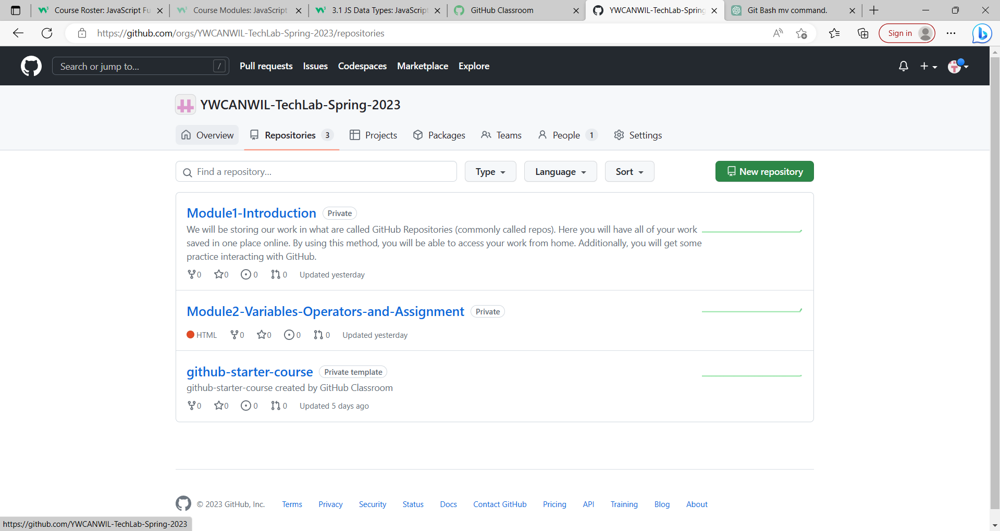 Course Roster: JavaScript Fu
Course Modules: JavaScript
3.1 JS Data Types: JavaScript
GitHub Classroom
YWCANWIL-TechLab-Spring
Git Bash mv command.
https://github.com/orgs/YWCANWIL-TechLab-Spring-2023/repositories
Sign in
Search or jump to... /
Pull requests Issues Codespaces Marketplace Explore
YWCANWIL-TechLab-Spring-2023
Overview Repositories 3 Projects Packages Teams People 1 Settings
Find a repository... Type Language Sort New repository
Module1-Introduction Private
We will be storing our work in what are called GitHub Repositories (commonly called repos). Here you will have all of your work
saved in one place online. By using this method, you will be able to access your work from home. Additionally, you will get some
practice interacting with GitHub.
0 0 0 0 Updated yesterday
Module2-Variables-Operators-and-Assignment Private
HTML 0 0 0 0 Updated yesterday
github-starter-course Private template
github-starter-course created by GitHub Classroom
0 0 0 0 Updated 5 days ago
© 2023 GitHub, Inc. Terms Privacy Security Status Docs Contact GitHub Pricing API Training Blog About
https://github.com/YWCANWIL-TechLab-Spring-2023